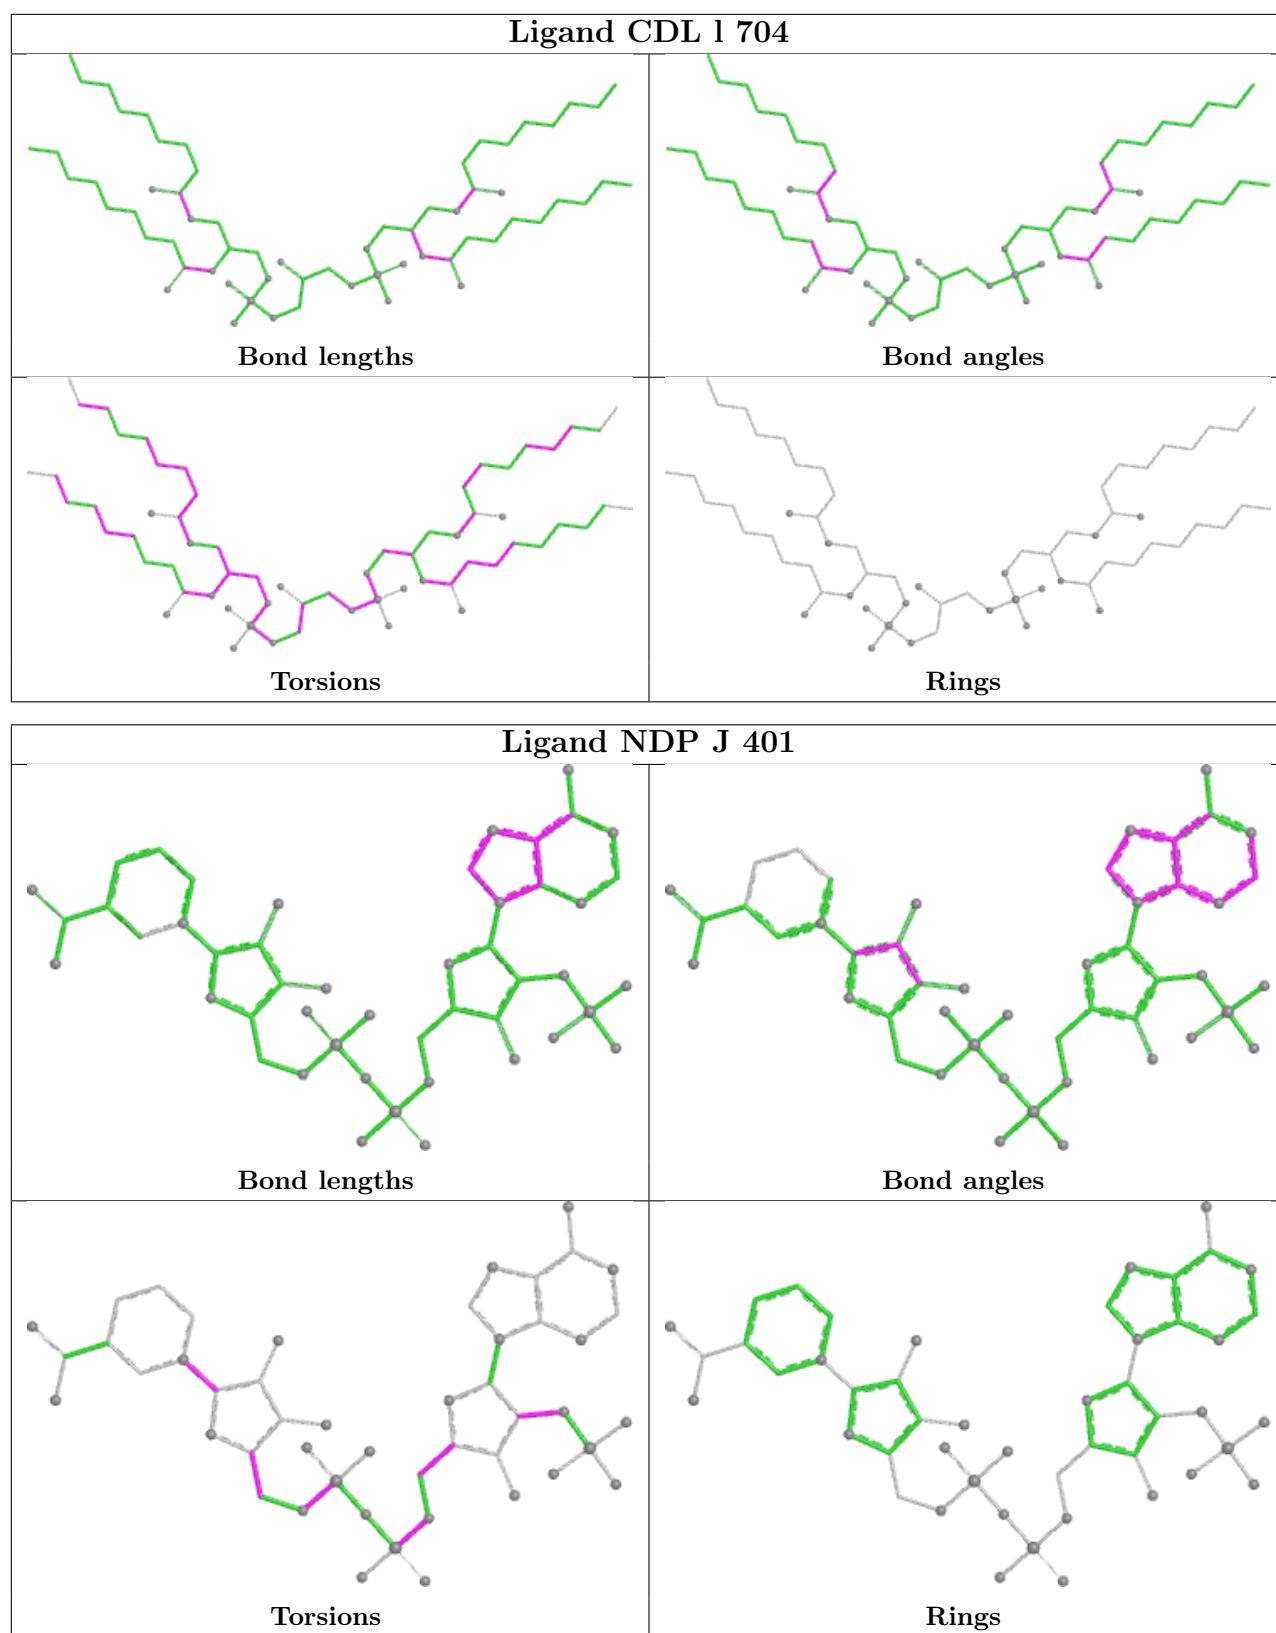 Ligand CDL l 704
Bond lengths
Bond angles
Torsions
Rings
Ligand NDP J 401
Bond lengths
Bond angles
Torsions
Rings